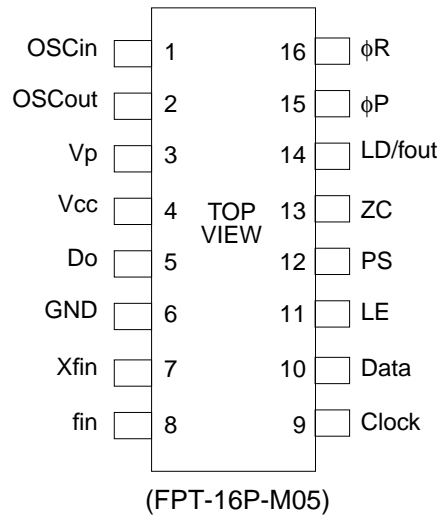 OSCin 1 16 ϕR
OSCout 2 15 ϕP
Vp 3 14 LD/fout
Vcc 4 TOP 13 ZC
VIEW
Do 5 12 PS
GND 6 11 LE
Xfin 7 10 Data
fin 8 9 Clock
(FPT-16P-M05)